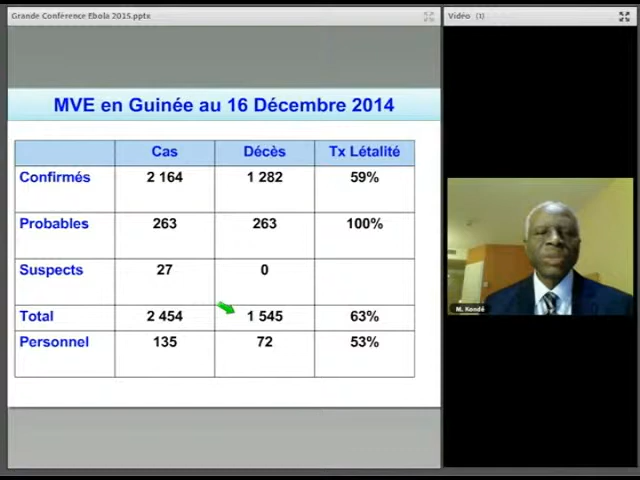 Grande Conférence Ebola 2015.pptx
Vidéo (1)
MVE en Guinée au 16 Décembre 2014
Cas Décès Tx Létalité
Confirmés 2 164 1 282 59%
Probables 263 263 100%
Suspects 27 0
Total 2 454 1 545 63%
Personnel 135 72 53%
M. Kondé